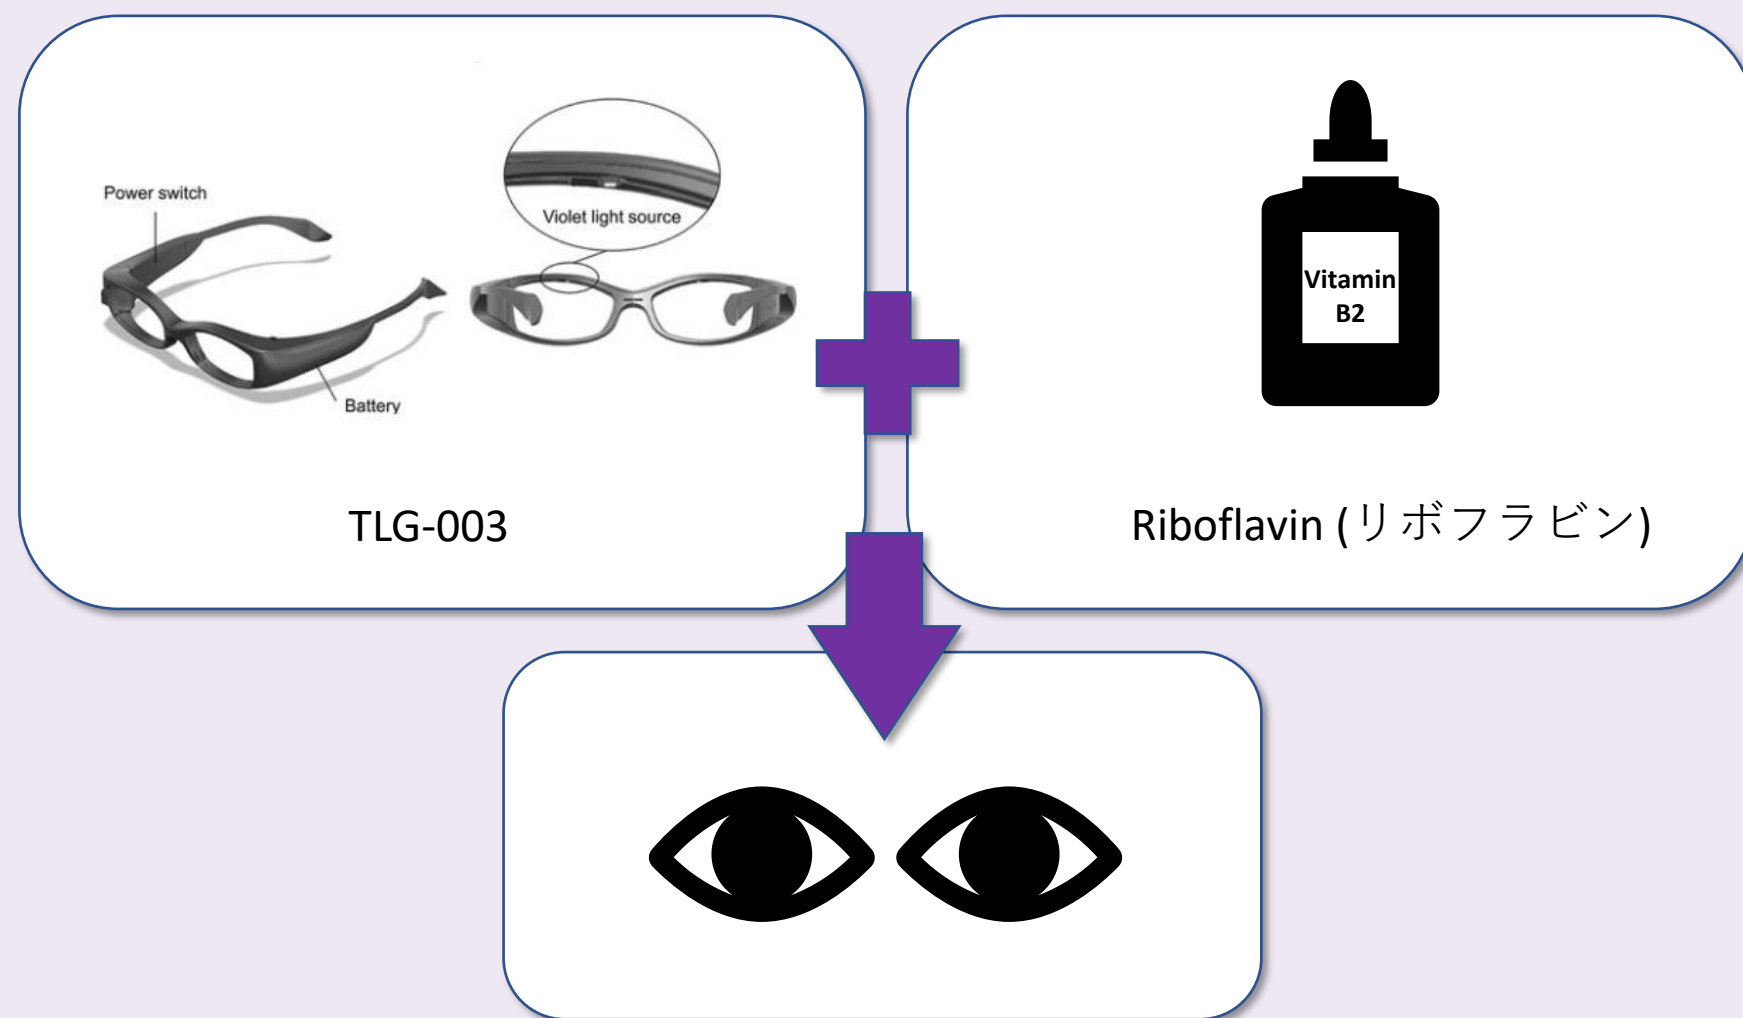 Power switch
Violet light source
Battery
TLG-003
Vitamin
B2
Riboflavin (リボフラビン)